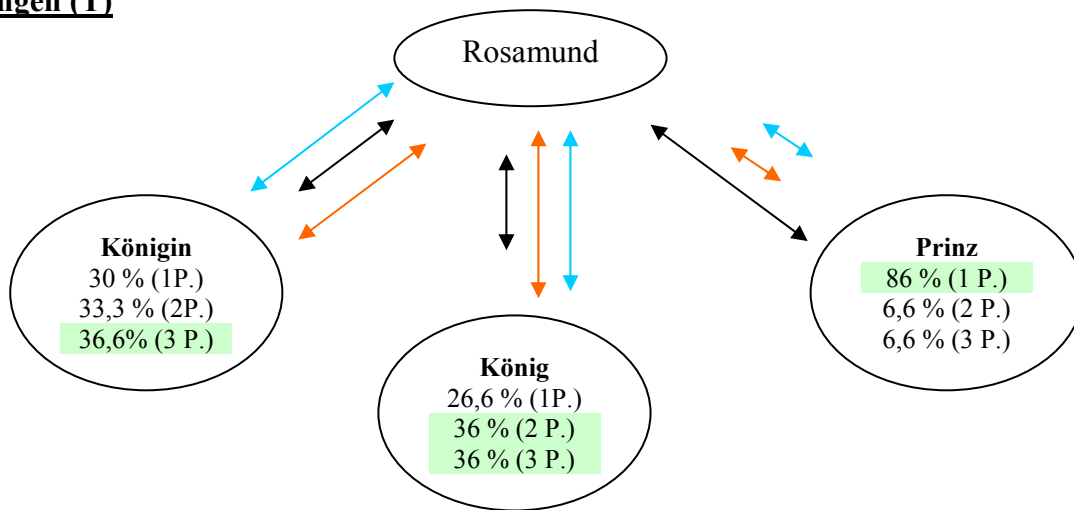 ngen (T)
Rosamund
Königin
30 % (1P.)
33,3 % (2P.)
36,6% (3 P.)
König
26,6 % (1P.)
36 % (2 P.)
36 % (3 P.)
Prinz
86 % (1 P.)
6,6 % (2 P.)
6,6 % (3 P.)